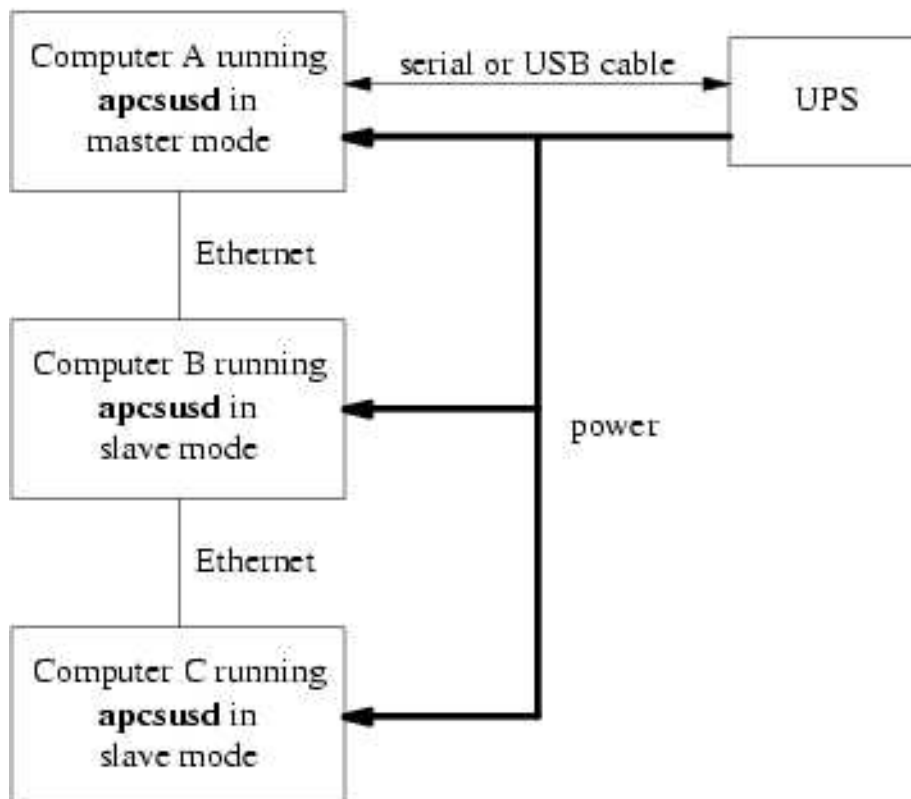 Computer A running
apcsusd in
master mode
serial or USB cable
UPS
Ethernet
Computer B running
apcsusd in
slave mode
power
Ethernet
Computer C running
apcsusd in
slave mode